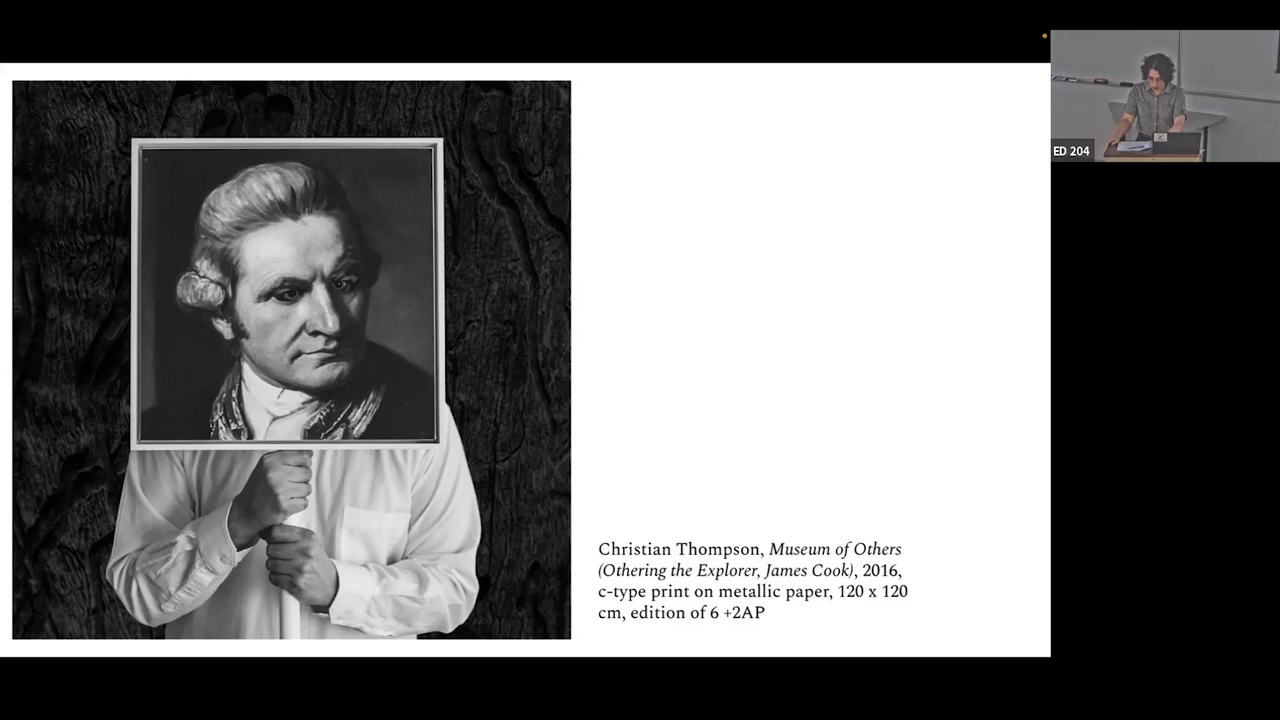 Christian Thompson, Museum of Others
(Othering the Explorer, James Cook), 2016,
c-type print on metallic paper, 120 x 120
cm, edition of 6 +2AP
ED 204